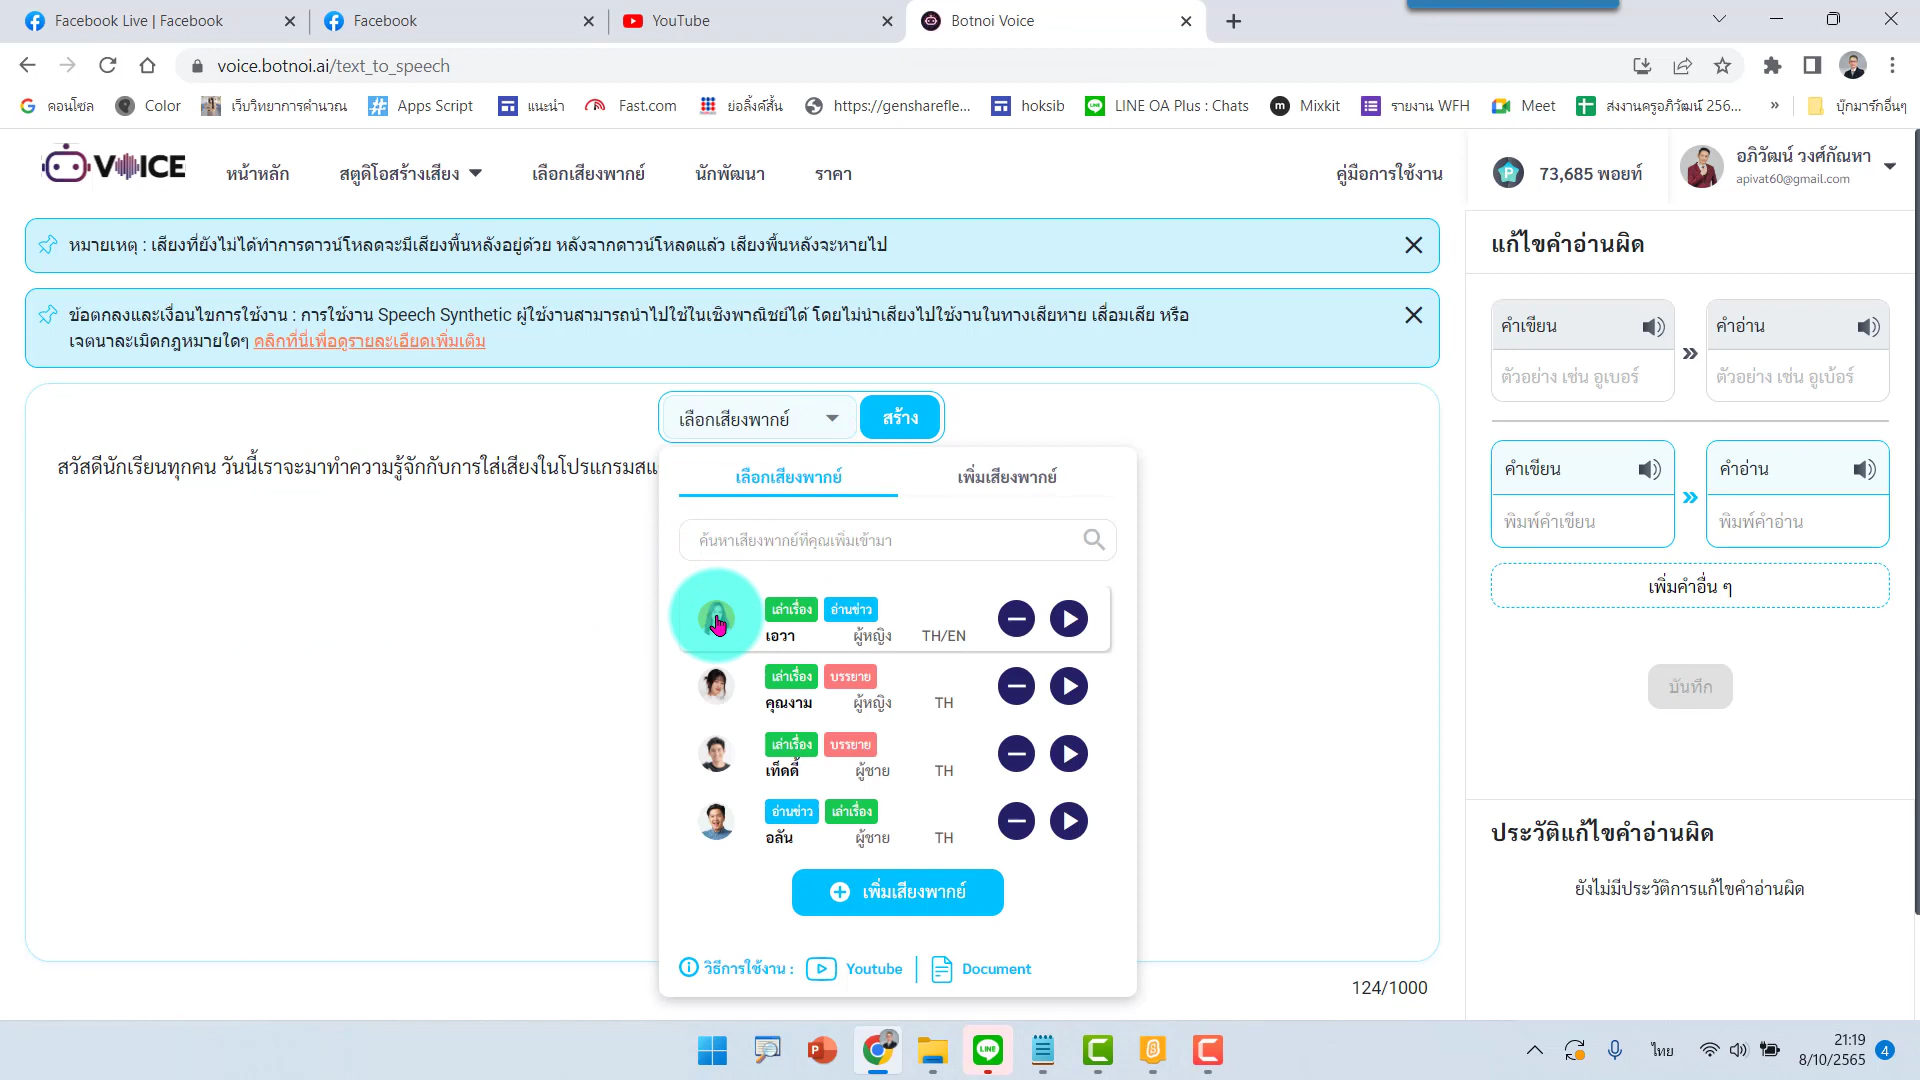 Facebook Live | Facebook
Facebook
YouTube
Botnoi Voice
voice.botnoi.ai/text_to_speech
คอนโซล
Color
เว็บวิทยาการคำนวณ
Apps Script
แนะนำ
Fast.com
ย่อลิ้งค์สั้น
https://gensharefle...
hoksib
LINE OA Plus : Chats
Mixkit
รายงาน WFH
Meet
ส่งงานครูอภิวัฒน์ 256...
»
บุ๊กมาร์กอื่นๆ
VOICE
หน้าหลัก
สตูดิโอสร้างเสียง
เลือกเสียงพากย์
นักพัฒนา
ราคา
คู่มือการใช้งาน
73,685 พอยท์
อภิวัฒน์ วงศ์กัณหา
apivat60@gmail.com
หมายเหตุ : เสียงที่ยังไม่ได้ทำการดาวน์โหลดจะมีเสียงพื้นหลังอยู่ด้วย หลังจากดาวน์โหลดแล้ว เสียงพื้นหลังจะหายไป
ข้อตกลงและเงื่อนไขการใช้งาน : การใช้งาน Speech Synthetic ผู้ใช้งานสามารถนำไปใช้ในเชิงพาณิชย์ได้ โดยไม่นำเสียงไปใช้งานในทางเสียหาย เสื่อมเสีย หรือ
เจตนาละเมิดกฎหมายใดๆ คลิกที่นี่เพื่อดูรายละเอียดเพิ่มเติม
เลือกเสียงพากย์
สร้าง
สวัสดีนักเรียนทุกคน วันนี้เราจะมาทำความรู้จักกับการใส่เสียงในโปรแกรมสแ
เลือกเสียงพากย์
เพิ่มเสียงพากย์
ค้นหาเสียงพากย์ที่คุณเพิ่มเข้ามา
เล่าเรื่อง
อ่านข่าว
เอวา
ผู้หญิง
TH/EN
เล่าเรื่อง
บรรยาย
คุณงาม
ผู้หญิง
TH
เล่าเรื่อง
บรรยาย
เท็ดดี้
ผู้ชาย
TH
อ่านข่าว
เล่าเรื่อง
อลัน
ผู้ชาย
TH
เพิ่มเสียงพากย์
วิธีการใช้งาน :
Youtube
Document
124/1000
แก้ไขคำอ่านผิด
คำเขียน
คำอ่าน
ตัวอย่าง เช่น อูเบอร์
ตัวอย่าง เช่น อูเบ้อร์
คำเขียน
คำอ่าน
พิมพ์คำเขียน
พิมพ์คำอ่าน
เพิ่มคำอื่น ๆ
บันทึก
ประวัติแก้ไขคำอ่านผิด
ยังไม่มีประวัติการแก้ไขคำอ่านผิด
ไทย
21:19
8/10/2565
4